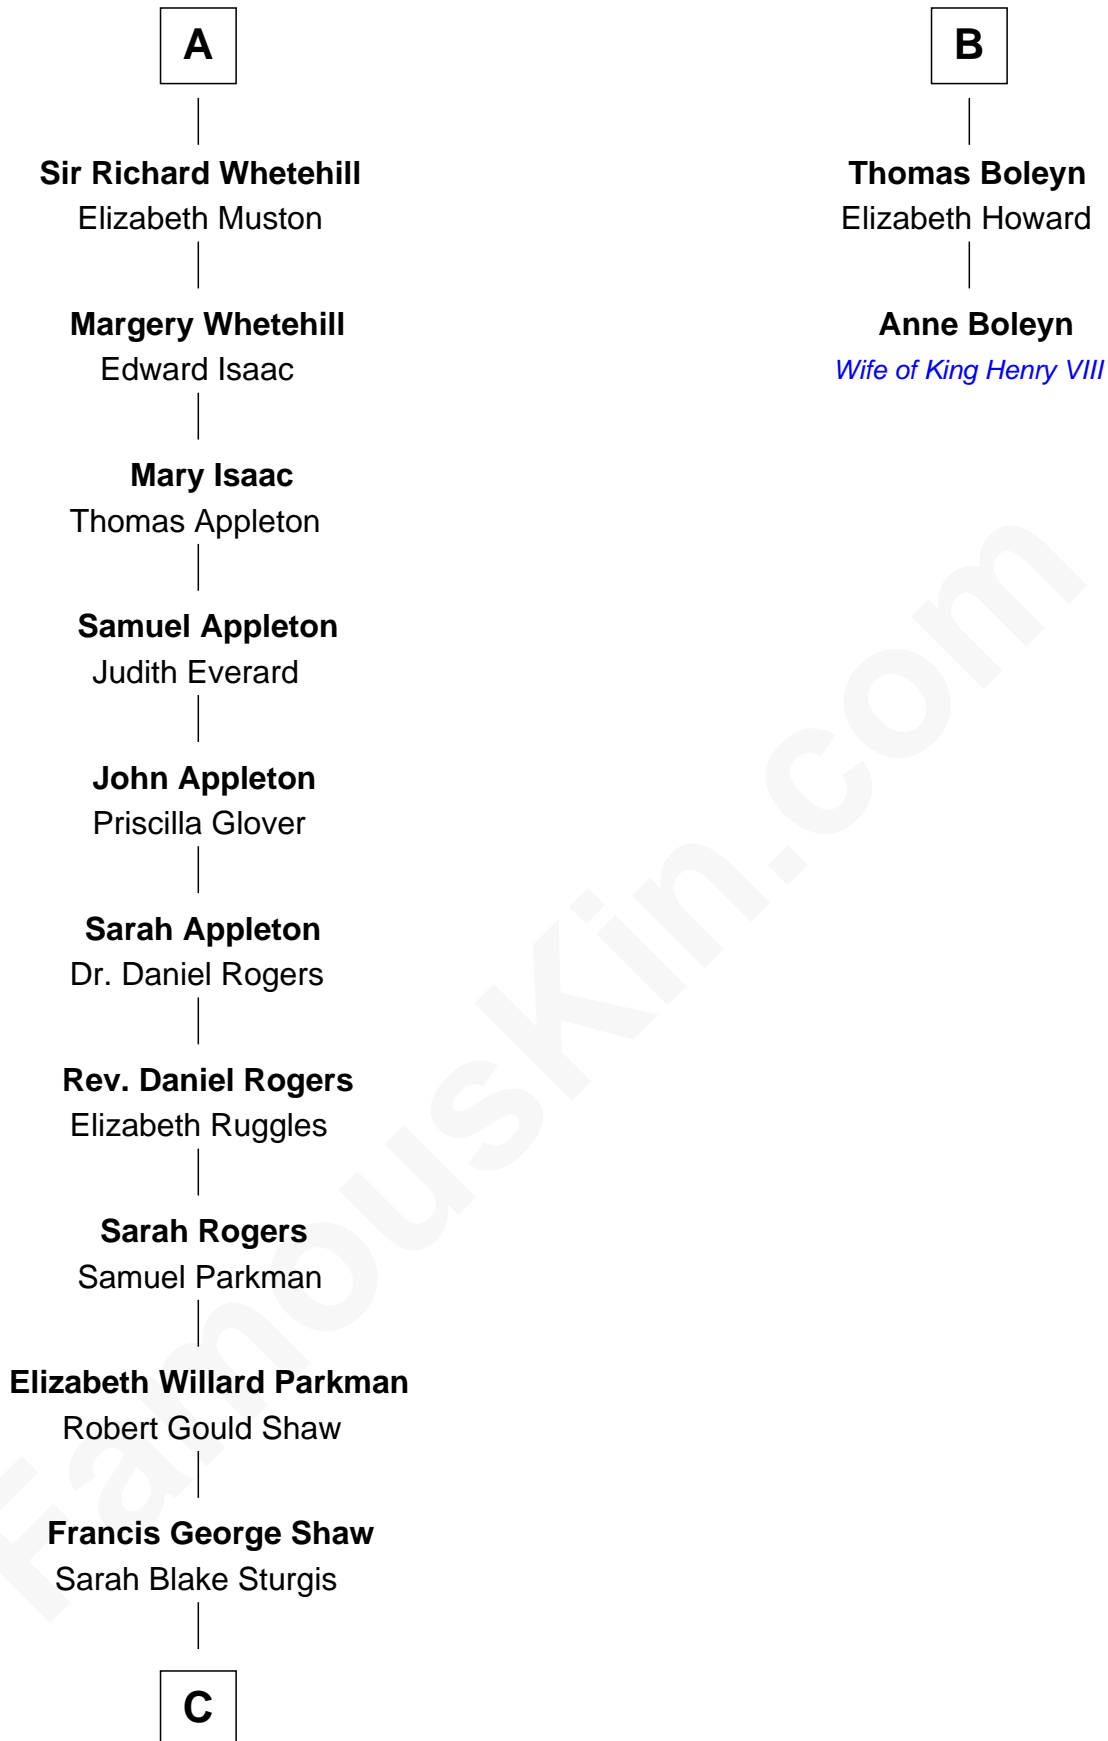 A
Sir Richard Whetehill
Elizabeth Muston
Margery Whetehill
Edward Isaac
Mary Isaac
Thomas Appleton
Samuel Appleton
Judith Everard
John Appleton
Priscilla Glover
Sarah Appleton
Dr. Daniel Rogers
Rev. Daniel Rogers
Elizabeth Ruggles
Sarah Rogers
Samuel Parkman
Elizabeth Willard Parkman
Robert Gould Shaw
Francis George Shaw
Sarah Blake Sturgis
C
B
Thomas Boleyn
Elizabeth Howard
Anne Boleyn
Wife of King Henry VIII
FamousKin.com